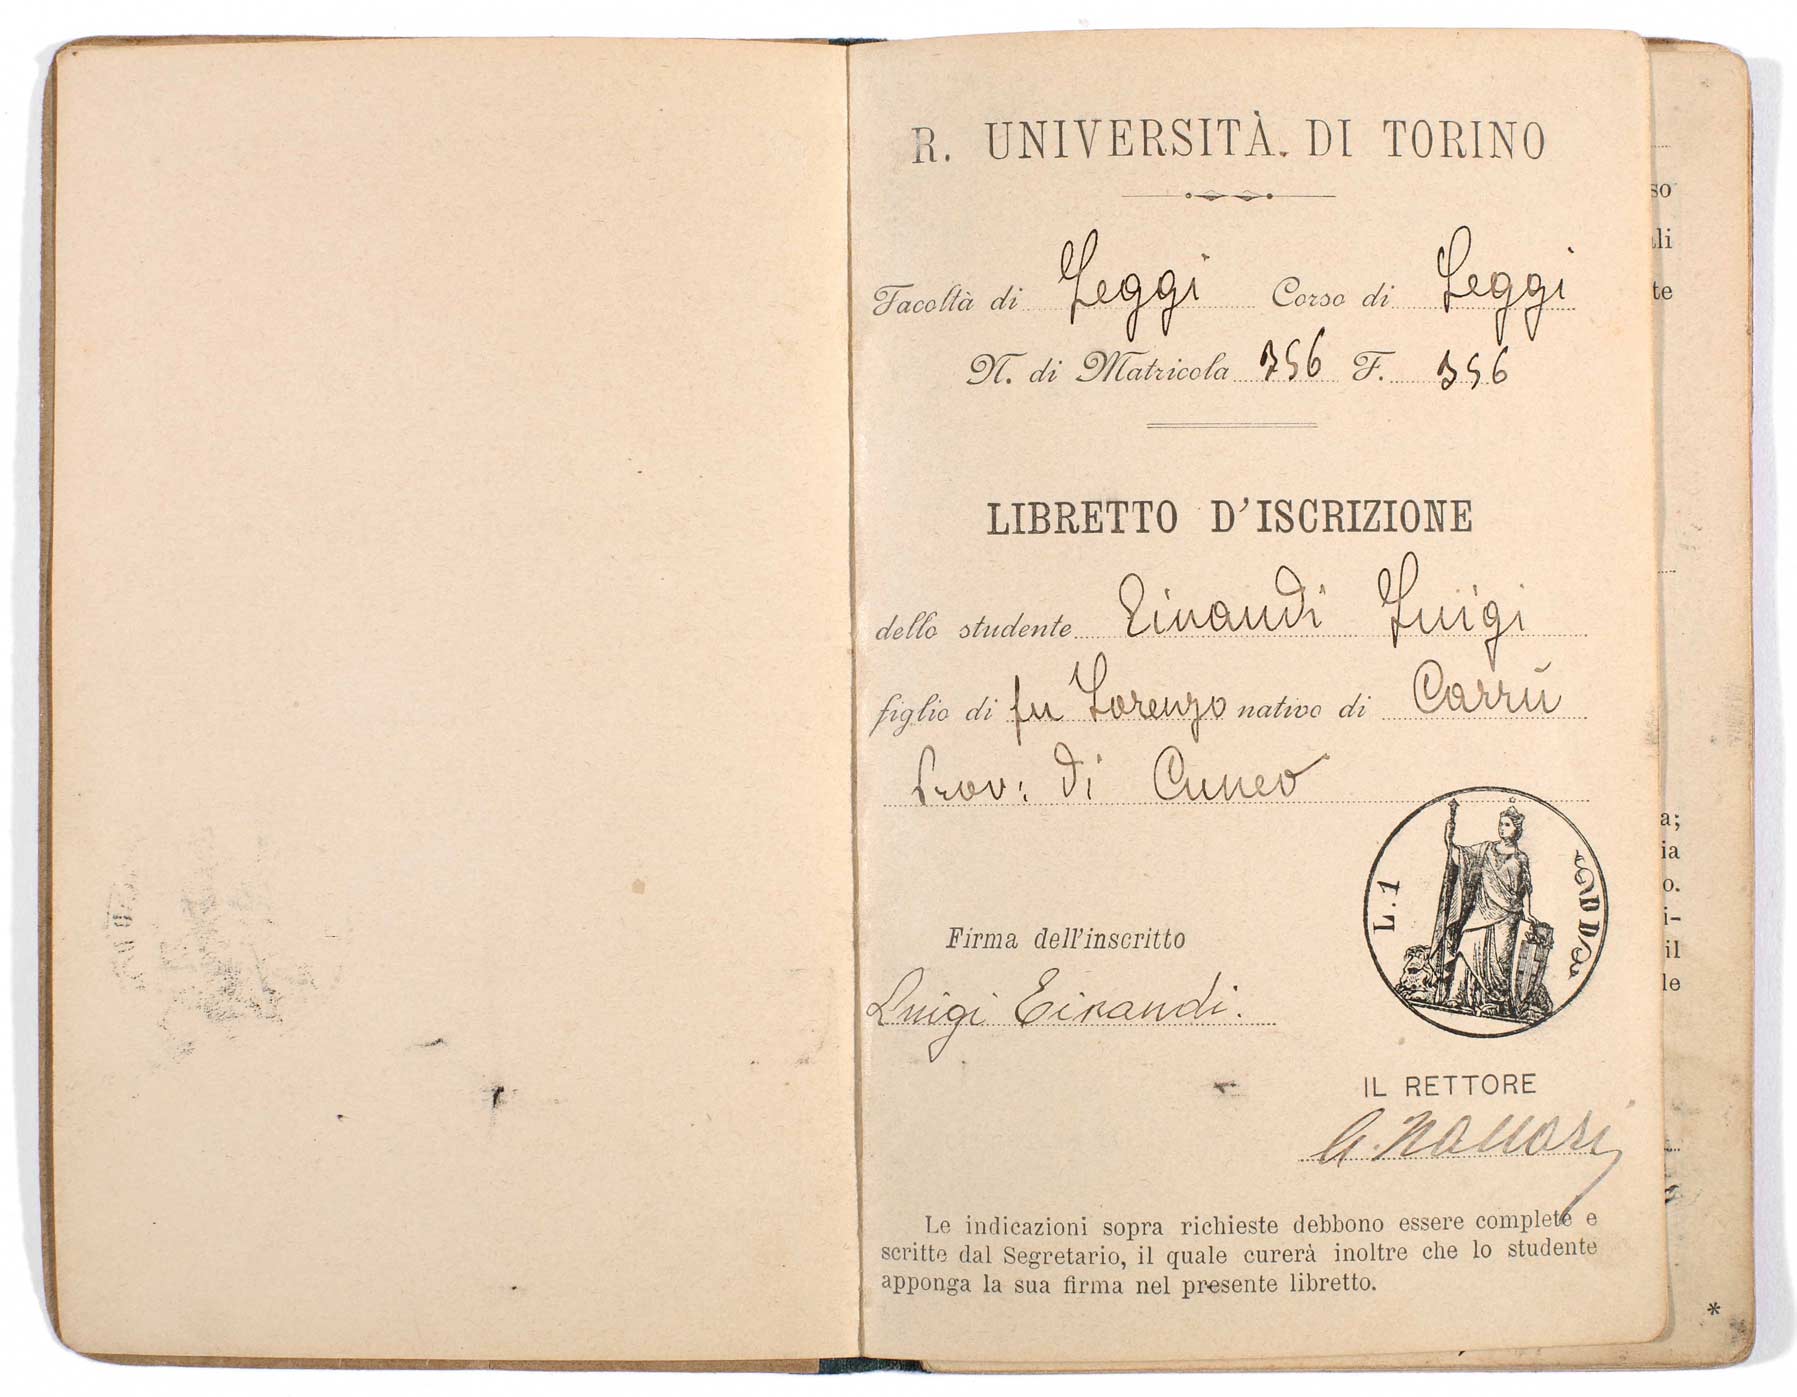 R. UNIVERSITÀ DI TORINO
Facoltà di Leggi Corso di Leggi
N. di Matricola 356 F. 356
LIBRETTO D'ISCRIZIONE
dello studente Einaudi Luigi
figlio di fu Lorenzo nativo di Carrù
Prov: di Cuneo
L. 1
Firma dell'inscritto
Luigi Einaudi.
IL RETTORE
Le indicazioni sopra richieste debbono essere complete e
scritte dal Segretario, il quale curerà inoltre che lo studente
apponga la sua firma nel presente libretto.
*